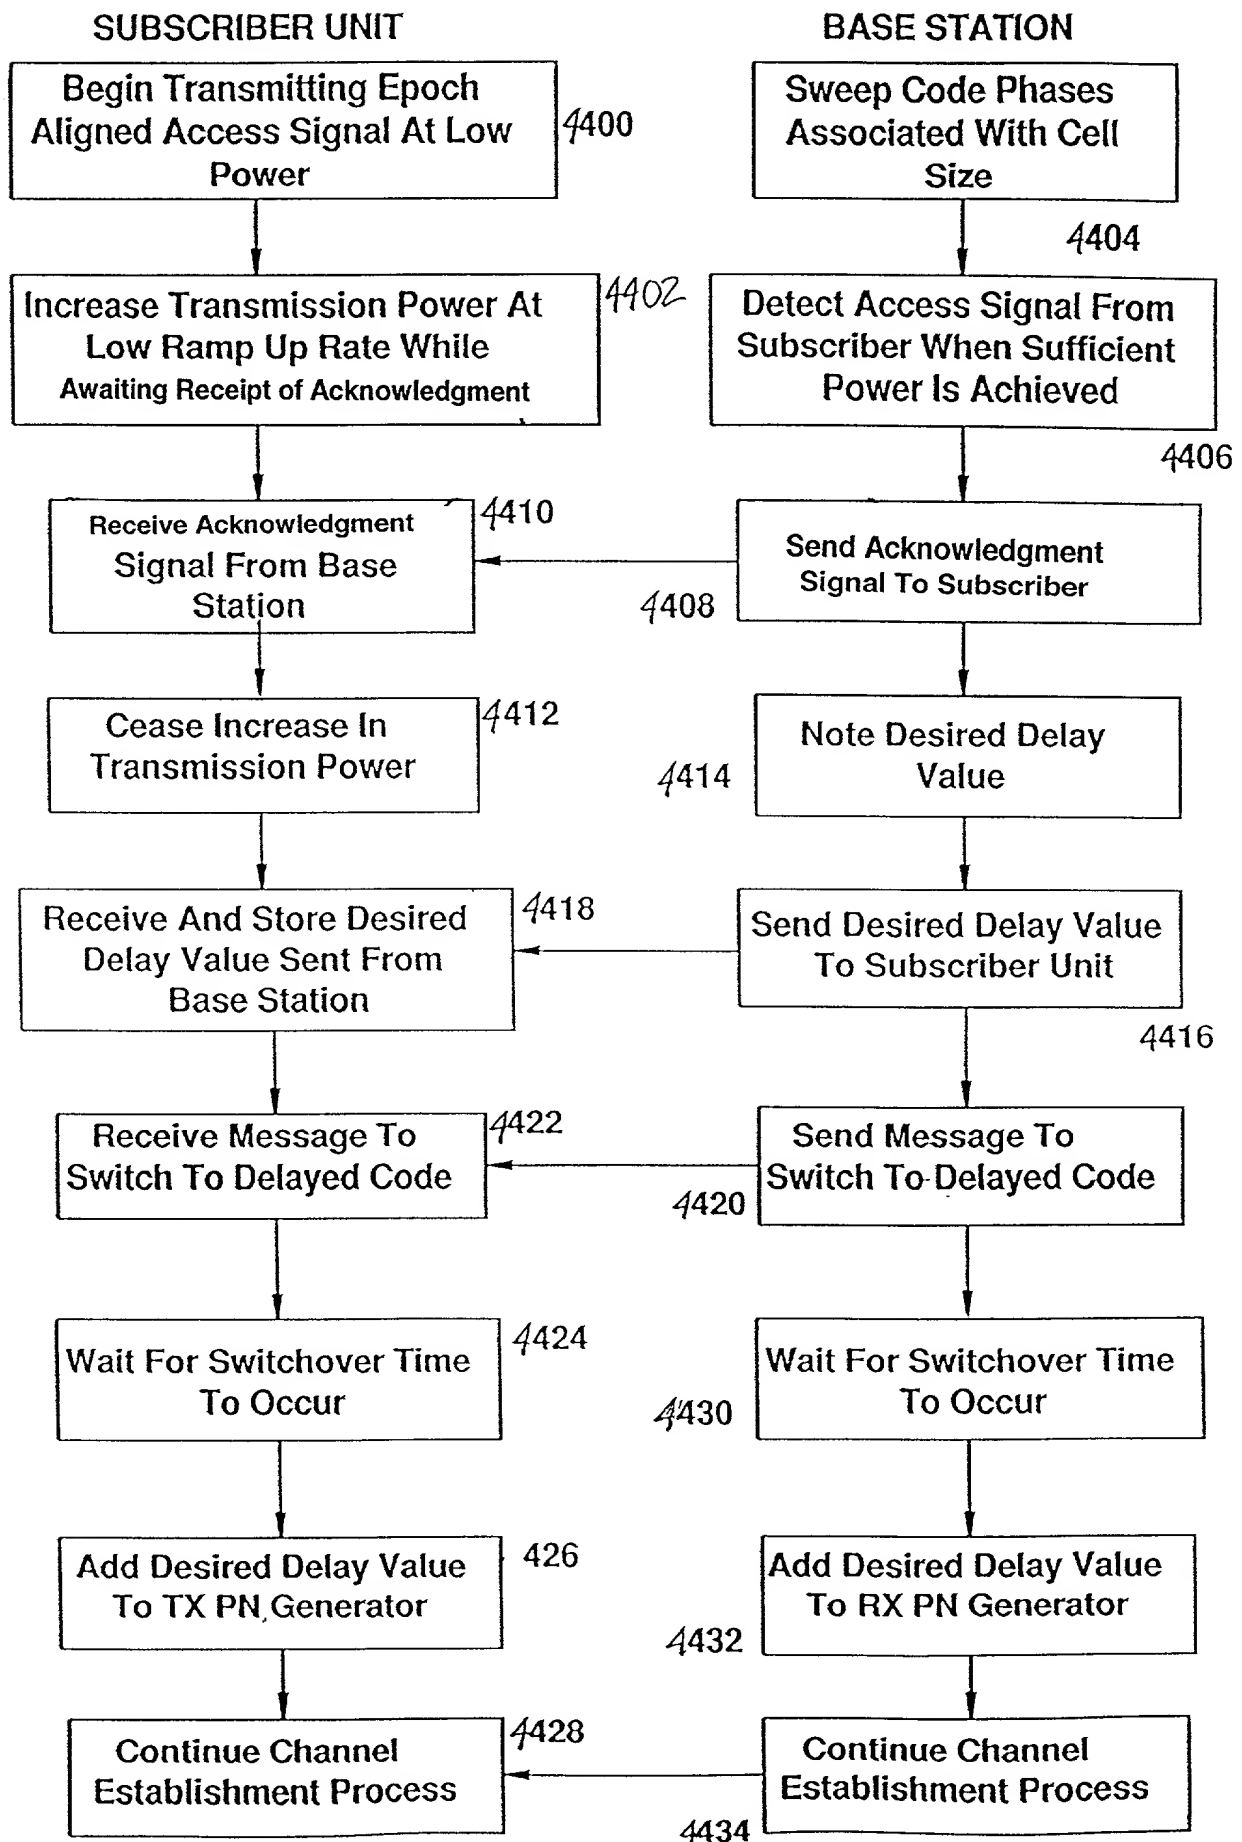 SUBSCRIBER UNIT
BASE STATION
Begin Transmitting Epoch
Aligned Access Signal At Low
Power
4400
Sweep Code Phases
Associated With Cell
Size
4404
Increase Transmission Power At
Low Ramp Up Rate While
Awaiting Receipt of Acknowledgment
4402
Detect Access Signal From
Subscriber When Sufficient
Power Is Achieved
4406
Receive Acknowledgment
Signal From Base
Station
4410
Send Acknowledgment
Signal To Subscriber
4408
Cease Increase In
Transmission Power
4412
Note Desired Delay
Value
4414
Receive And Store Desired
Delay Value Sent From
Base Station
4418
Send Desired Delay Value
To Subscriber Unit
4416
Receive Message To
Switch To Delayed Code
4422
Send Message To
Switch To Delayed Code
4420
Wait For Switchover Time
To Occur
4424
Wait For Switchover Time
To Occur
4430
Add Desired Delay Value
To TX PN Generator
426
Add Desired Delay Value
To RX PN Generator
4432
Continue Channel
Establishment Process
4428
Continue Channel
Establishment Process
4434